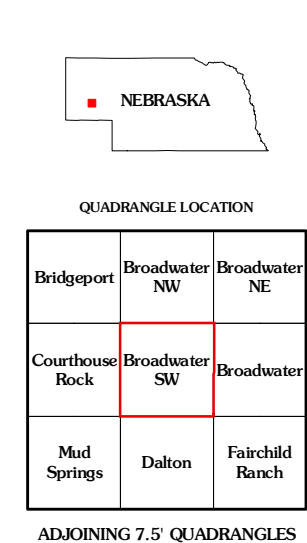 NEBRASKA
QUADRANGLE LOCATION
Bridgeport
Broadwater
NW
Broadwater
NE
Courthouse
Rock
Broadwater
SW
Broadwater
Mud
Springs
Dalton
Fairchild
Ranch
ADJOINING 7.5' QUADRANGLES